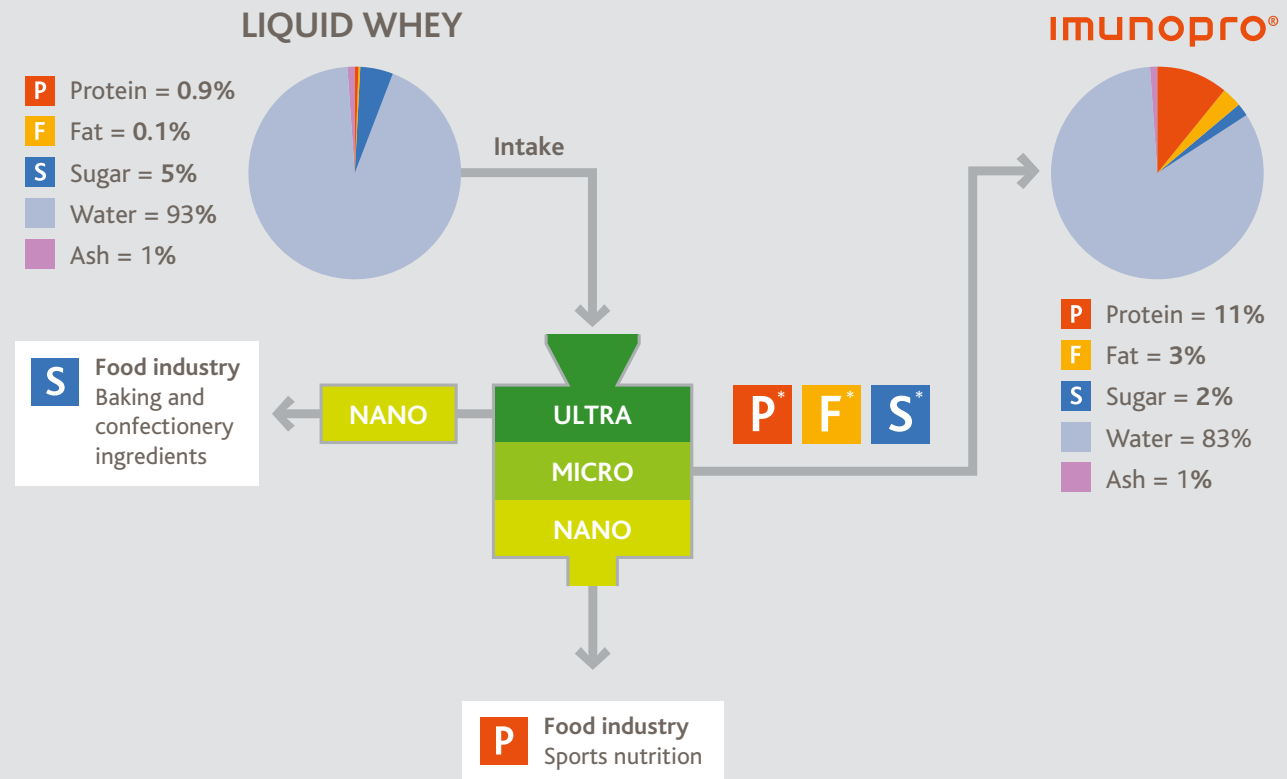 LIQUID WHEY
ımunopro®
P Protein = 0.9%
F Fat = 0.1%
S Sugar = 5%
Water = 93%
Ash = 1%
Intake
P Protein = 11%
F Fat = 3%
S Sugar = 2%
Water = 83%
Ash = 1%
S
Food industry
Baking and
confectionery
ingredients
NANO
ULTRA
MICRO
NANO
P* F* S*
P
Food industry
Sports nutrition